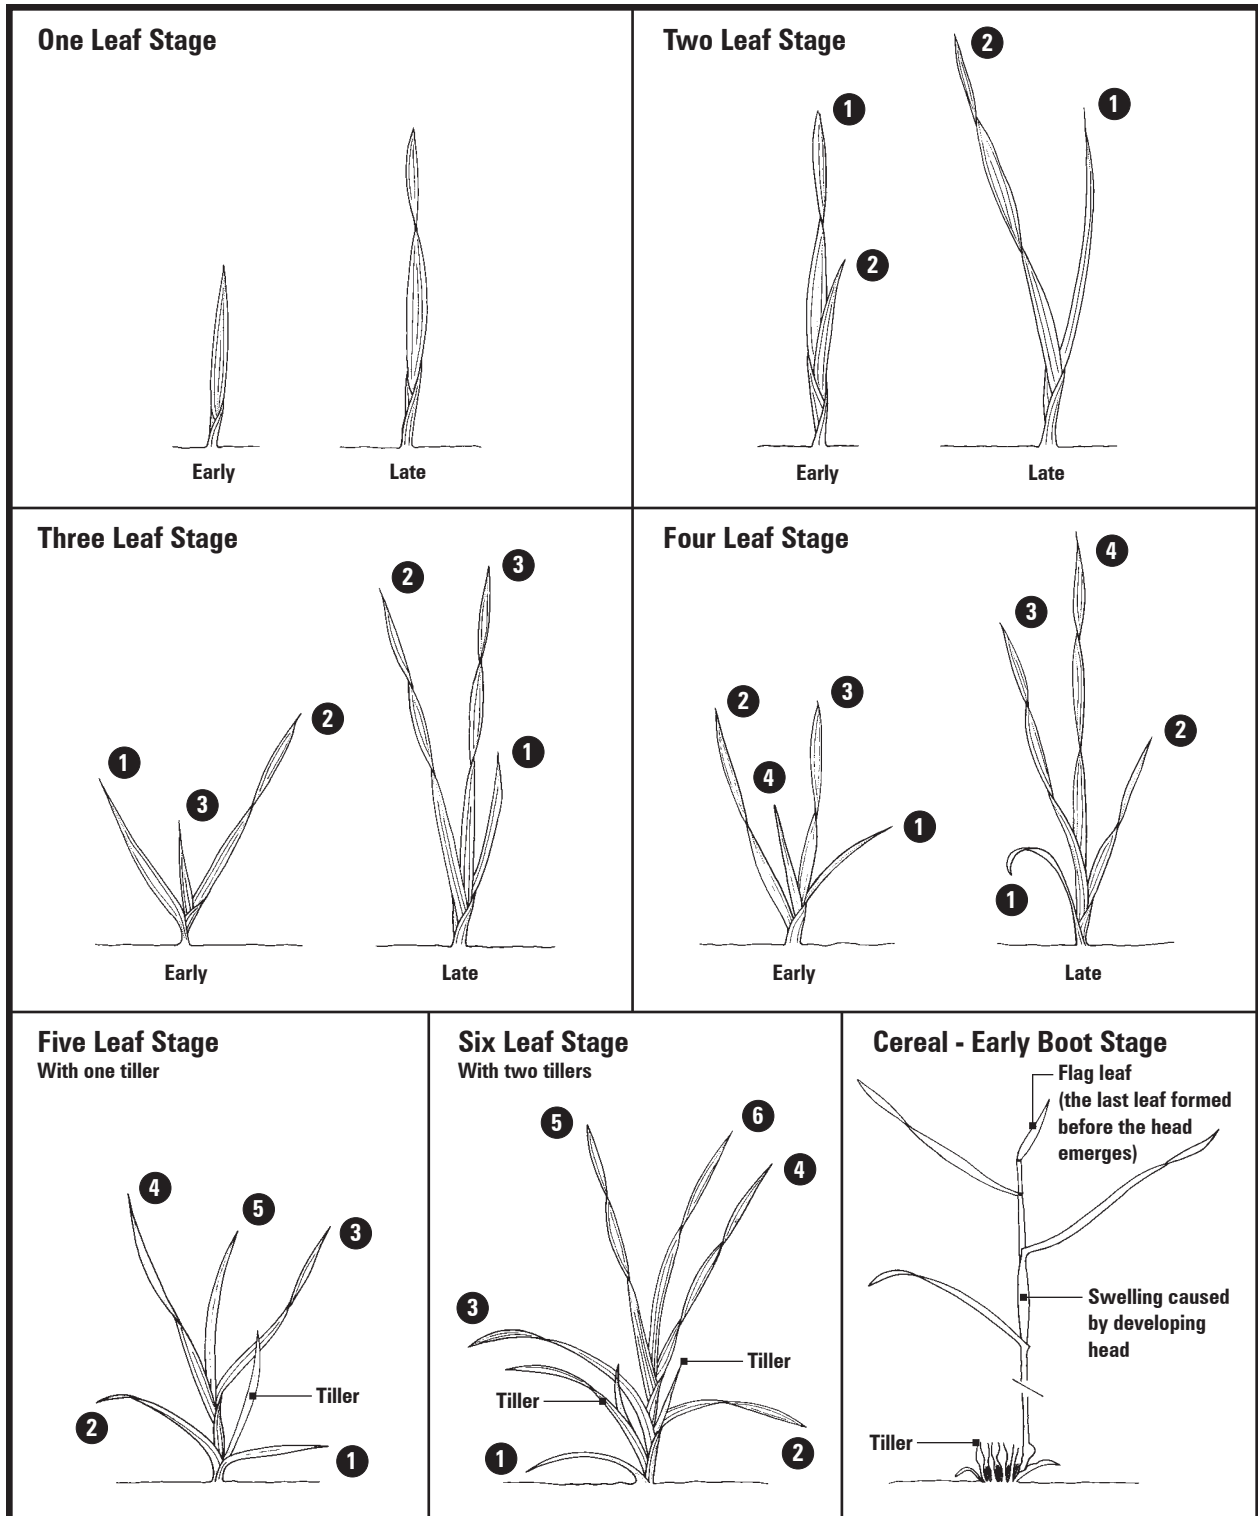 One Leaf Stage
Early
Late
Two Leaf Stage
1
2
Early
2
1
Late
Three Leaf Stage
1
3
2
Early
2
3
1
Late
Four Leaf Stage
2
4
3
1
Early
3
4
2
1
Late
Five Leaf Stage
With one tiller
4
5
3
Tiller
2
1
Six Leaf Stage
With two tillers
5
6
4
3
Tiller
Tiller
1
2
Cereal - Early Boot Stage
Flag leaf
(the last leaf formed
before the head
emerges)
Swelling caused
by developing
head
Tiller